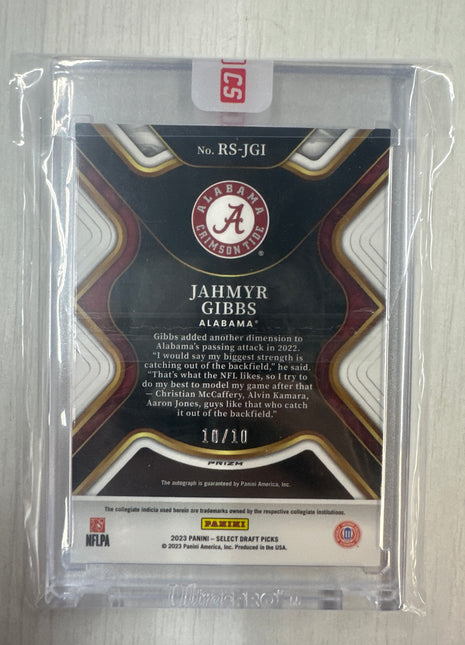 CS
No. RS-JGI
ALABAMA
A
CRIMSON TIDE
®
JAHMYR
GIBBS
ALABAMA®
Gibbs added another dimension to
Alabama's passing attack in 2022.
"I would say my biggest strength is
catching out of the backfield," he said.
"That's what the NFL likes, so I try to
do my best to model my game after that
— Christian McCaffery, Alvin Kamara,
Aaron Jones, guys like that who catch
it out of the backfield."
10/10
PRIZM
The autograph is guaranteed by Panini America, Inc.
The collegiate indicia used herein are trademarks owned by the respective collegiate institutions.
PANINI
NFLPA
2023 PANINI – SELECT DRAFT PICKS
© 2023 Panini America, Inc. Produced in the USA.